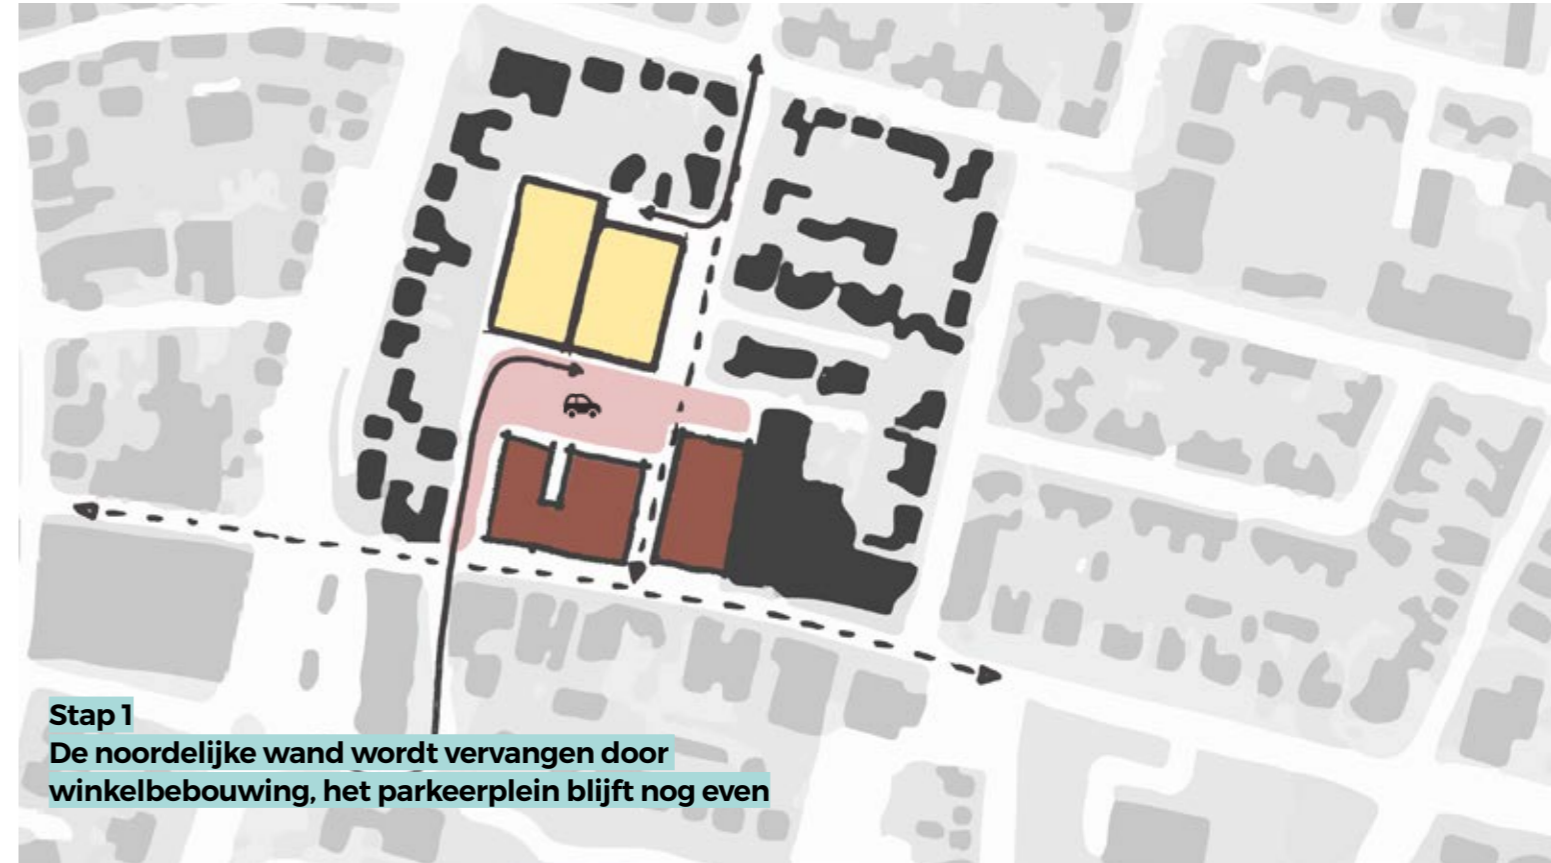 Stap 1
De noordelijke wand wordt vervangen door
winkelbebouwing, het parkeerplein blijft nog even